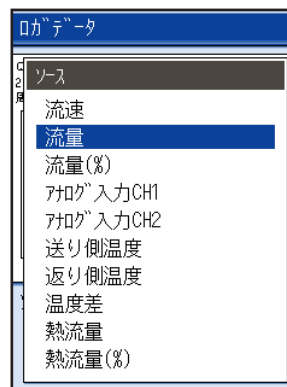 ロガデータ
ソース
流速
流量
流量(%)
アナログ入力CH1
アナログ入力CH2
送り側温度
返り側温度
温度差
熱流量
熱流量(%)